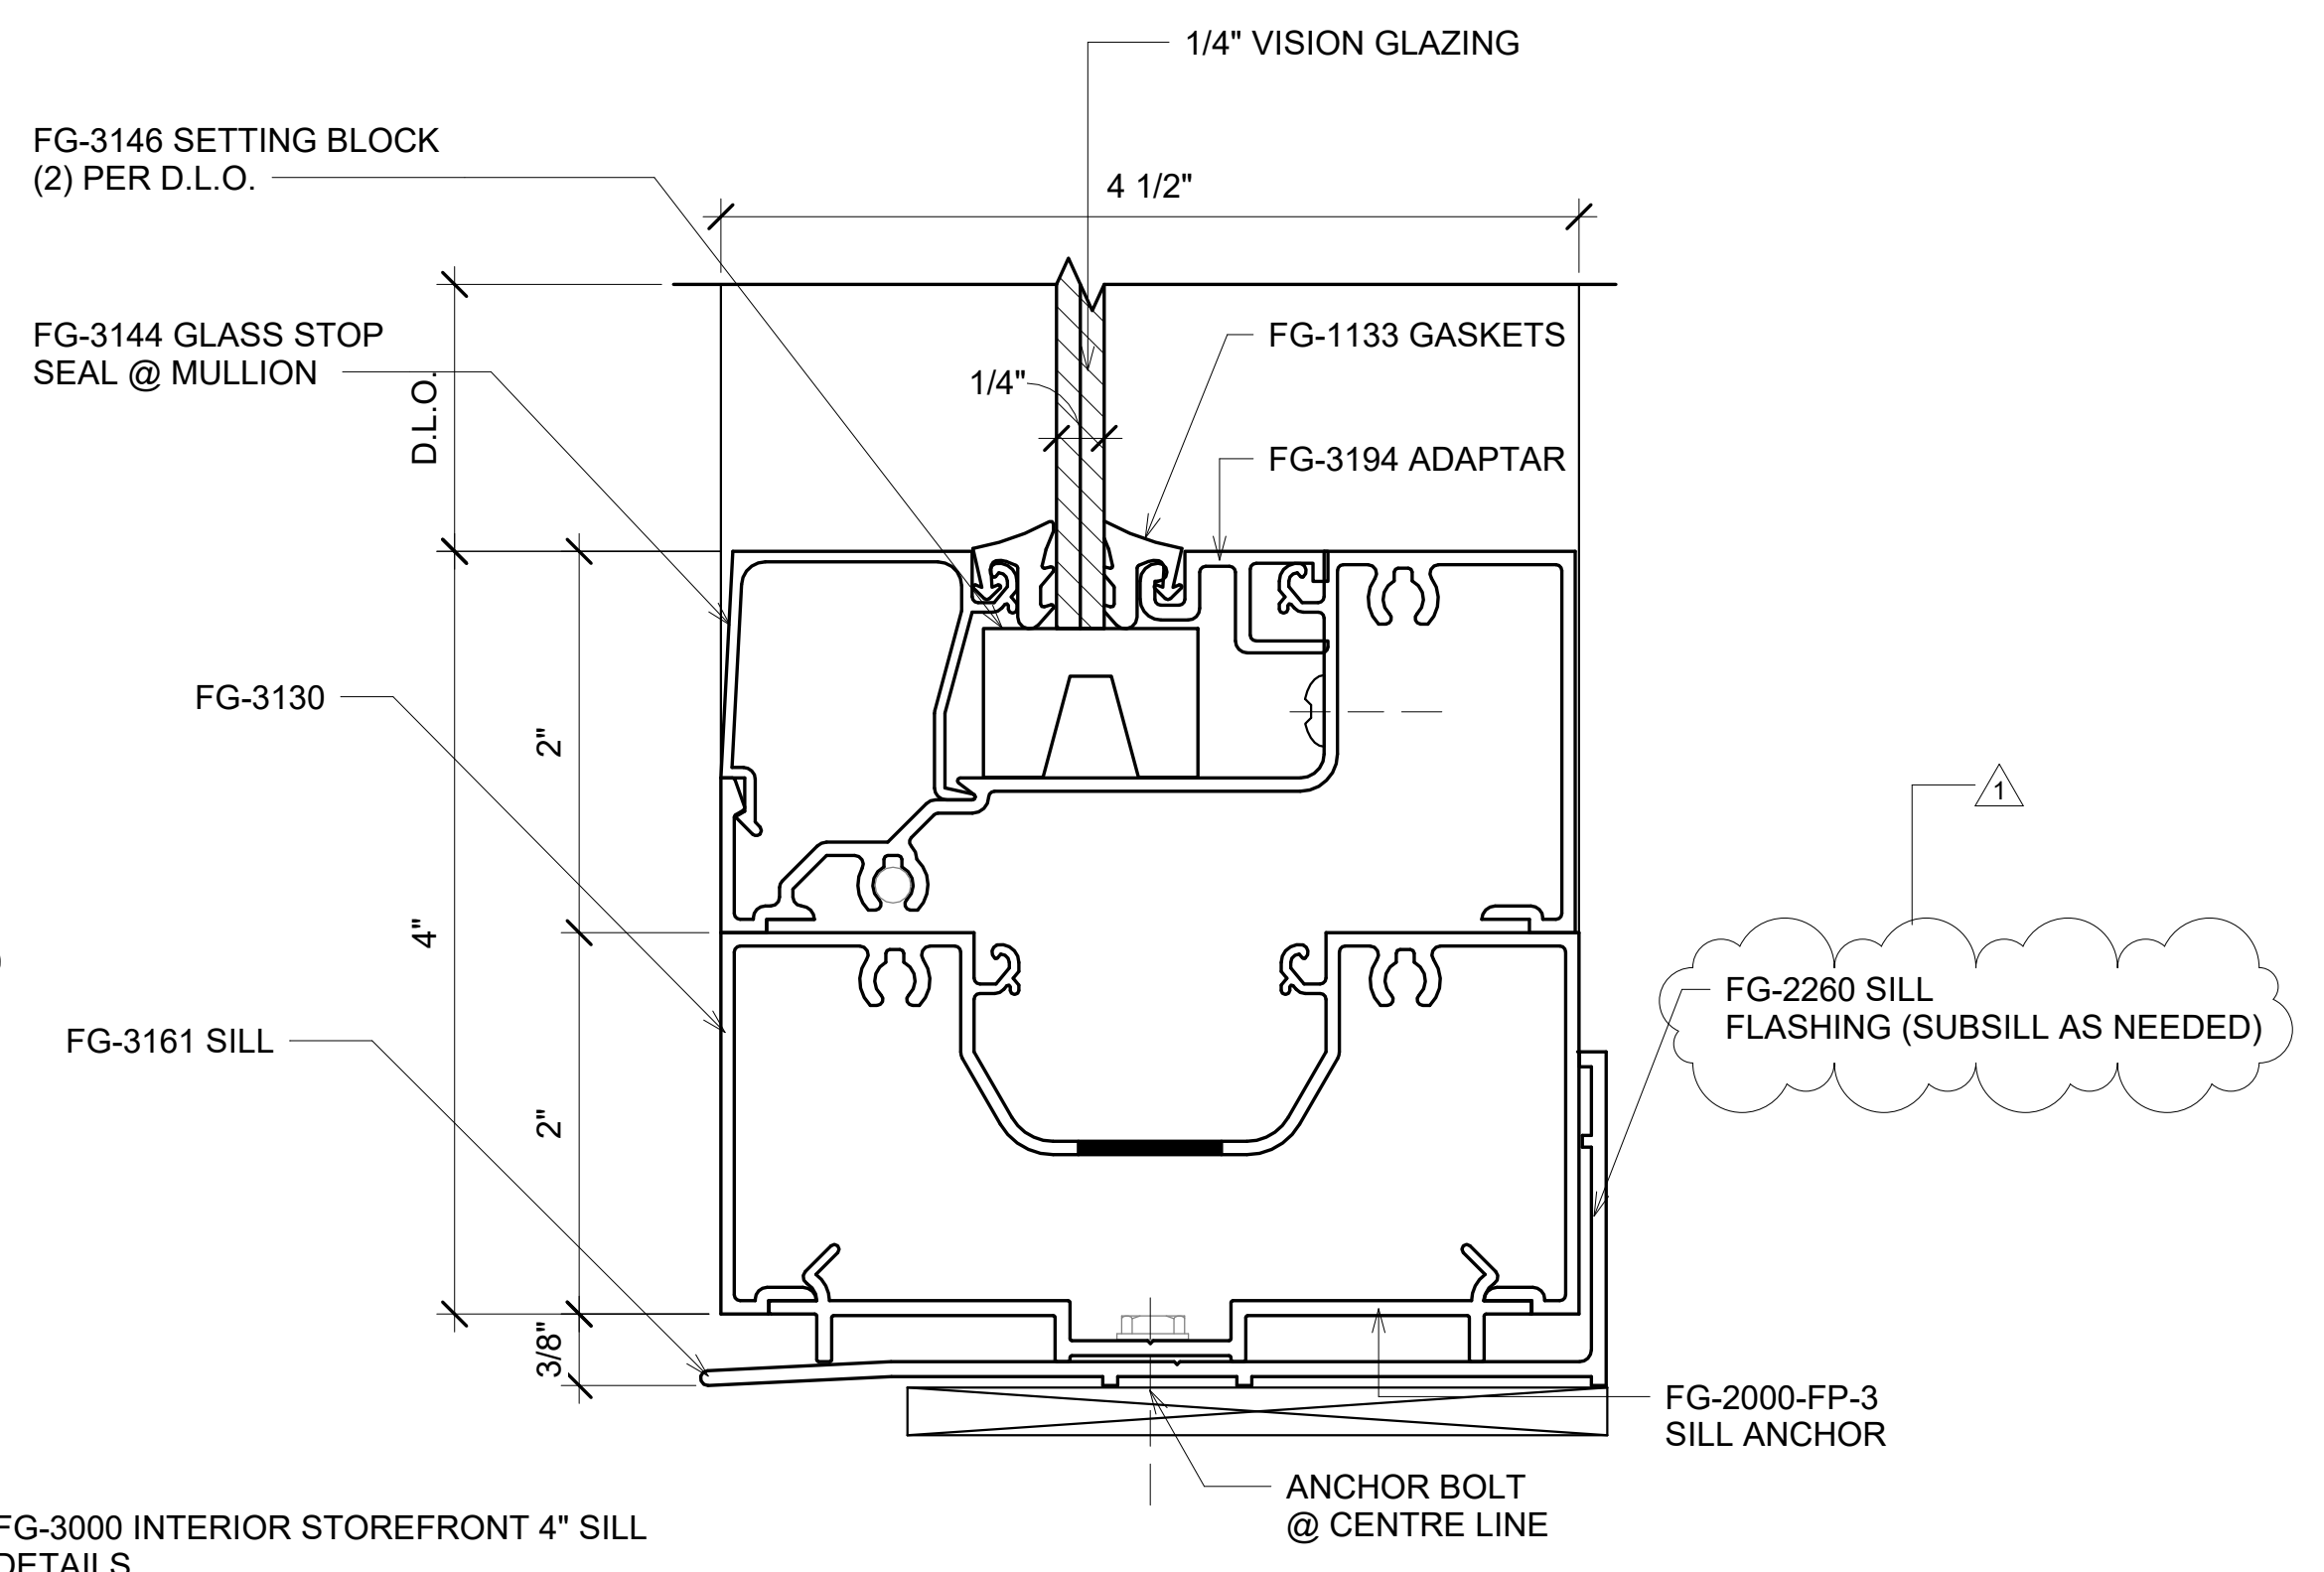 1/4" VISION GLAZING
FG-3146 SETTING BLOCK
(2) PER D.L.O.
4 1/2"
FG-3144 GLASS STOP
SEAL @ MULLION
D.L.O.
1/4"
FG-1133 GASKETS
FG-3194 ADAPTAR
FG-3130
2"
1
4"
FG-2260 SILL
FLASHING (SUBSILL AS NEEDED)
FG-3161 SILL
2"
3/8"
FG-2000-FP-3
SILL ANCHOR
ANCHOR BOLT
@ CENTRE LINE
FG-3000 INTERIOR STOREFRONT 4" SILL
DETAILS